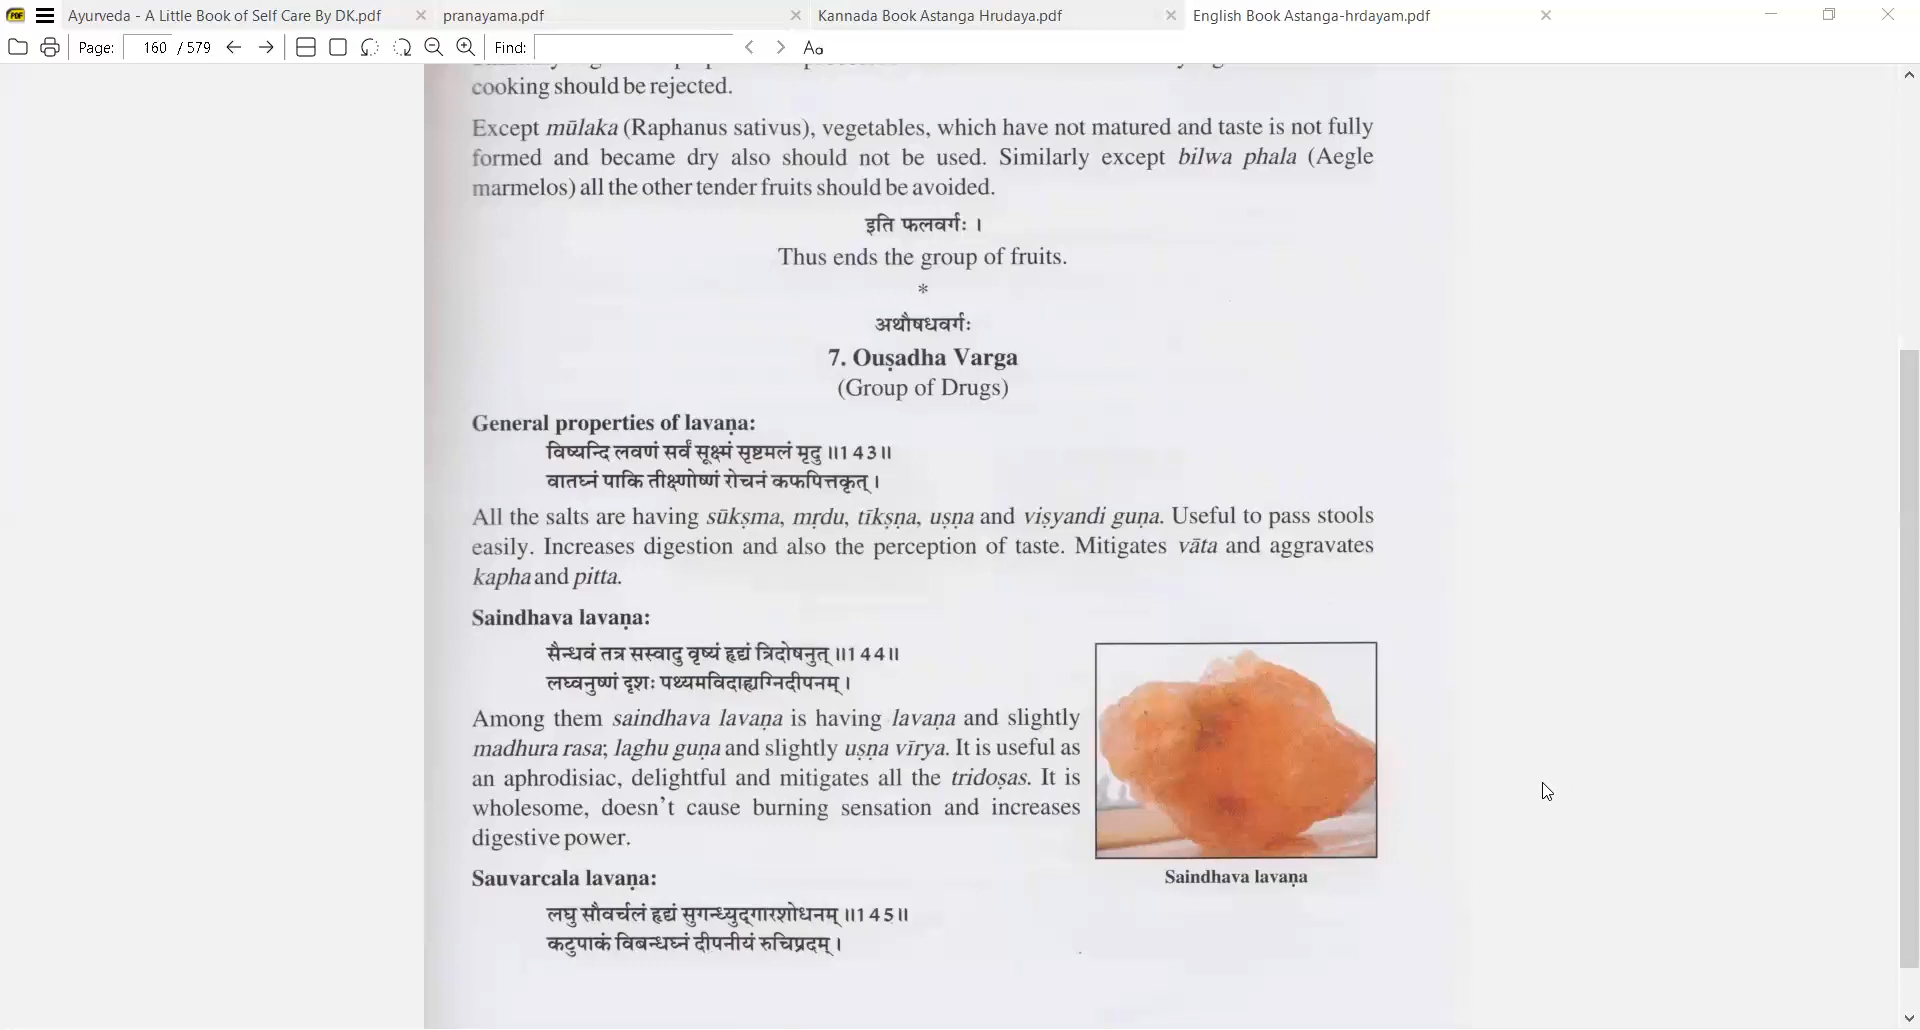 Ayurveda - A Little Book of Self Care By DK.pdf
pranayama.pdf
Kannada Book Astanga Hrudaya.pdf
English Book Astanga-hrdayam.pdf
Page: 160 / 579
Find:
cooking should be rejected.
Except mūlaka (Raphanus sativus), vegetables, which have not matured and taste is not fully
formed and became dry also should not be used. Similarly except bilwa phala (Aegle
marmelos) all the other tender fruits should be avoided.
इति फलवर्गः ।
Thus ends the group of fruits.
*
अथौषधवर्गः
7. Ouṣadha Varga
(Group of Drugs)
General properties of lavaṇa:
विष्यन्दि लवणं सर्वं सूक्ष्मं सृष्टमलं मृदु ॥143॥
वातघ्नं पाकि तीक्ष्णोष्णं रोचनं कफपित्तकृत् ।
All the salts are having sūkṣma, mṛdu, tīkṣṇa, uṣṇa and viṣyandi guṇa. Useful to pass stools
easily. Increases digestion and also the perception of taste. Mitigates vāta and aggravates
kapha and pitta.
Saindhava lavaṇa:
सैन्धवं तत्र सस्वादु वृष्यं हृद्यं त्रिदोषनुत् ॥144॥
लघ्वनुष्णं दृशः पथ्यमविदाह्यग्निदीपनम् ।
Among them saindhava lavaṇa is having lavaṇa and slightly
madhura rasa; laghu guṇa and slightly uṣṇa vīrya. It is useful as
an aphrodisiac, delightful and mitigates all the tridoṣas. It is
wholesome, doesn't cause burning sensation and increases
digestive power.
Saindhava lavaṇa
Sauvarcala lavaṇa:
लघु सौवर्चलं हृद्यं सुगन्ध्युद्गारशोधनम् ॥145॥
कटुपाकं विबन्धघ्नं दीपनीयं रुचिप्रदम् ।